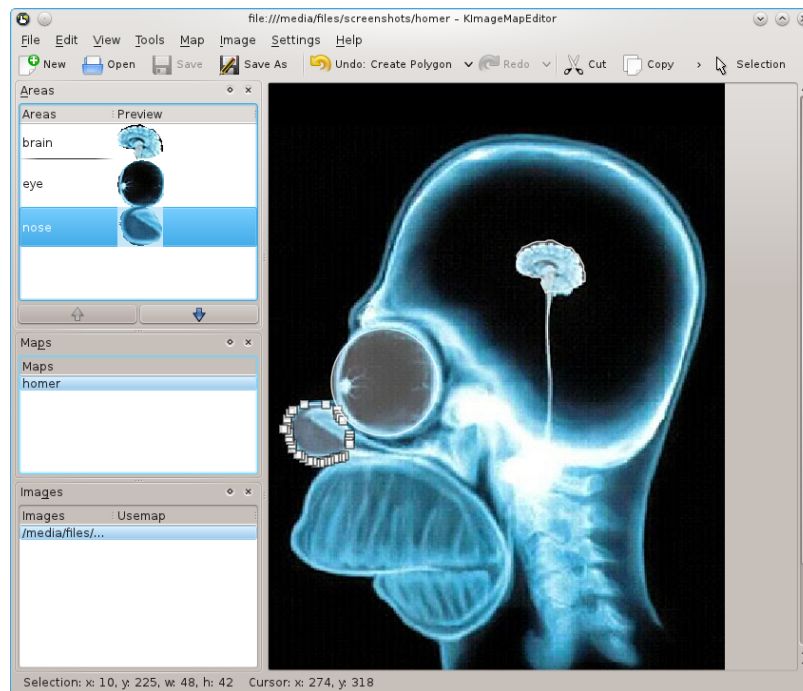 file:///media/files/screenshots/homer – KImageMapEditor
File Edit View Tools Map Image Settings Help
New Open Save Save As Undo: Create Polygon Redo Cut Copy › Selection
Areas
Areas Preview
brain
eye
nose
Maps
Maps
homer
Images
Images Usemap
/media/files/...
Selection: x: 10, y: 225, w: 48, h: 42 Cursor: x: 274, y: 318